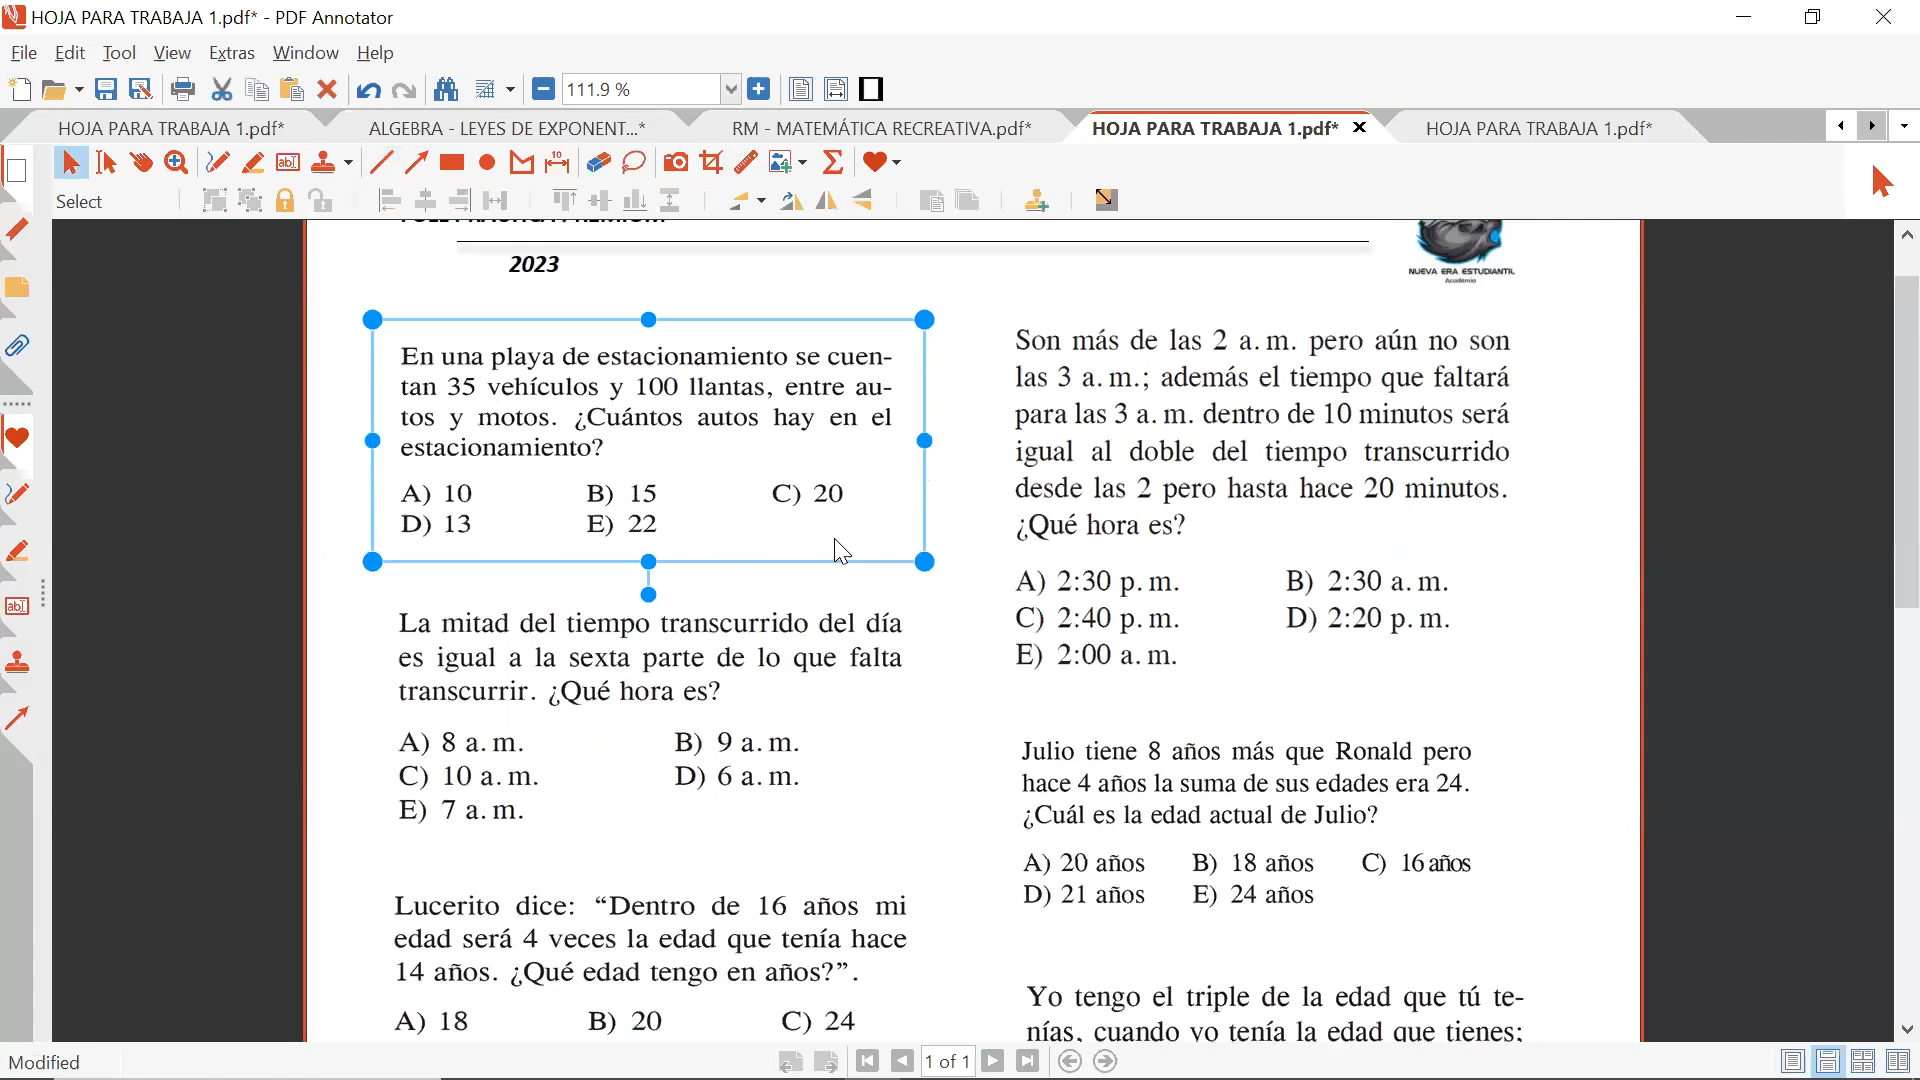 HOJA PARA TRABAJA 1.pdf* - PDF Annotator
File Edit Tool View Extras Window Help
111.9 %
HOJA PARA TRABAJA 1.pdf*
ALGEBRA - LEYES DE EXPONENT...*
RM - MATEMÁTICA RECREATIVA.pdf*
HOJA PARA TRABAJA 1.pdf*
HOJA PARA TRABAJA 1.pdf*
Select
2023
NUEVA ERA ESTUDIANTIL
Academia
En una playa de estacionamiento se cuen-
tan 35 vehículos y 100 llantas, entre au-
tos y motos. ¿Cuántos autos hay en el
estacionamiento?
A) 10 B) 15 C) 20
D) 13 E) 22
La mitad del tiempo transcurrido del día
es igual a la sexta parte de lo que falta
transcurrir. ¿Qué hora es?
A) 8 a. m. B) 9 a. m.
C) 10 a. m. D) 6 a. m.
E) 7 a. m.
Lucerito dice: “Dentro de 16 años mi
edad será 4 veces la edad que tenía hace
14 años. ¿Qué edad tengo en años?”.
A) 18 B) 20 C) 24
Son más de las 2 a. m. pero aún no son
las 3 a. m.; además el tiempo que faltará
para las 3 a. m. dentro de 10 minutos será
igual al doble del tiempo transcurrido
desde las 2 pero hasta hace 20 minutos.
¿Qué hora es?
A) 2:30 p. m. B) 2:30 a. m.
C) 2:40 p. m. D) 2:20 p. m.
E) 2:00 a. m.
Julio tiene 8 años más que Ronald pero
hace 4 años la suma de sus edades era 24.
¿Cuál es la edad actual de Julio?
A) 20 años B) 18 años C) 16 años
D) 21 años E) 24 años
Yo tengo el triple de la edad que tú te-
nías, cuando yo tenía la edad que tienes;
Modified
1 of 1